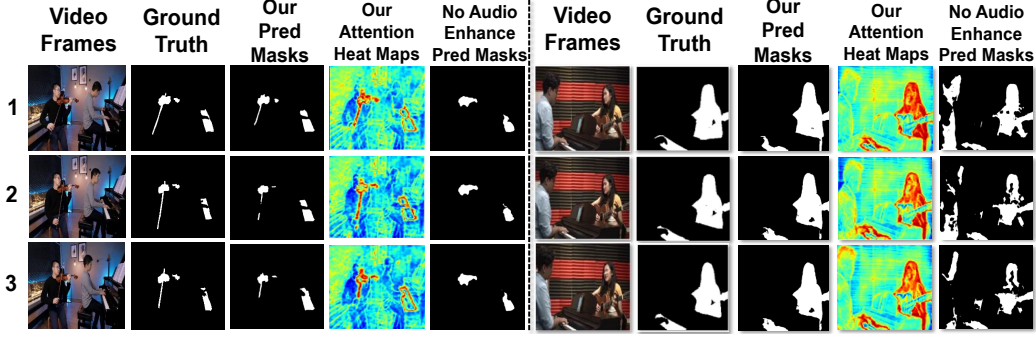 Video
Frames
Ground
Truth
Our
Pred
Masks
Our
Attention
Heat Maps
No Audio
Enhance
Pred Masks
Video
Frames
Ground
Truth
Our
Pred
Masks
Our
Attention
Heat Maps
No Audio
Enhance
Pred Masks
1
2
3